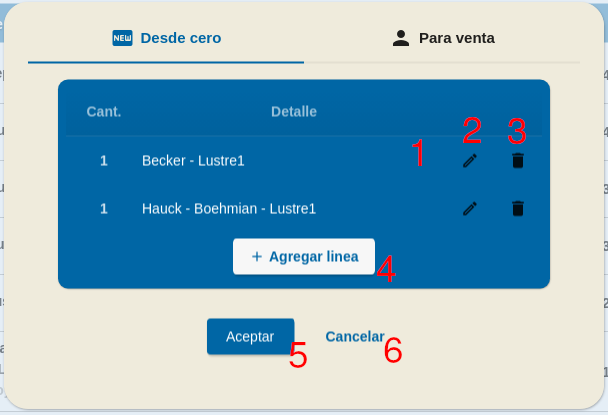 NEW Desde cero
Para venta
Cant. Detalle
1 2 3
1 Becker - Lustre1
1 Hauck - Boehmian - Lustre1
+ Agregar linea 4
Aceptar 5 Cancelar 6